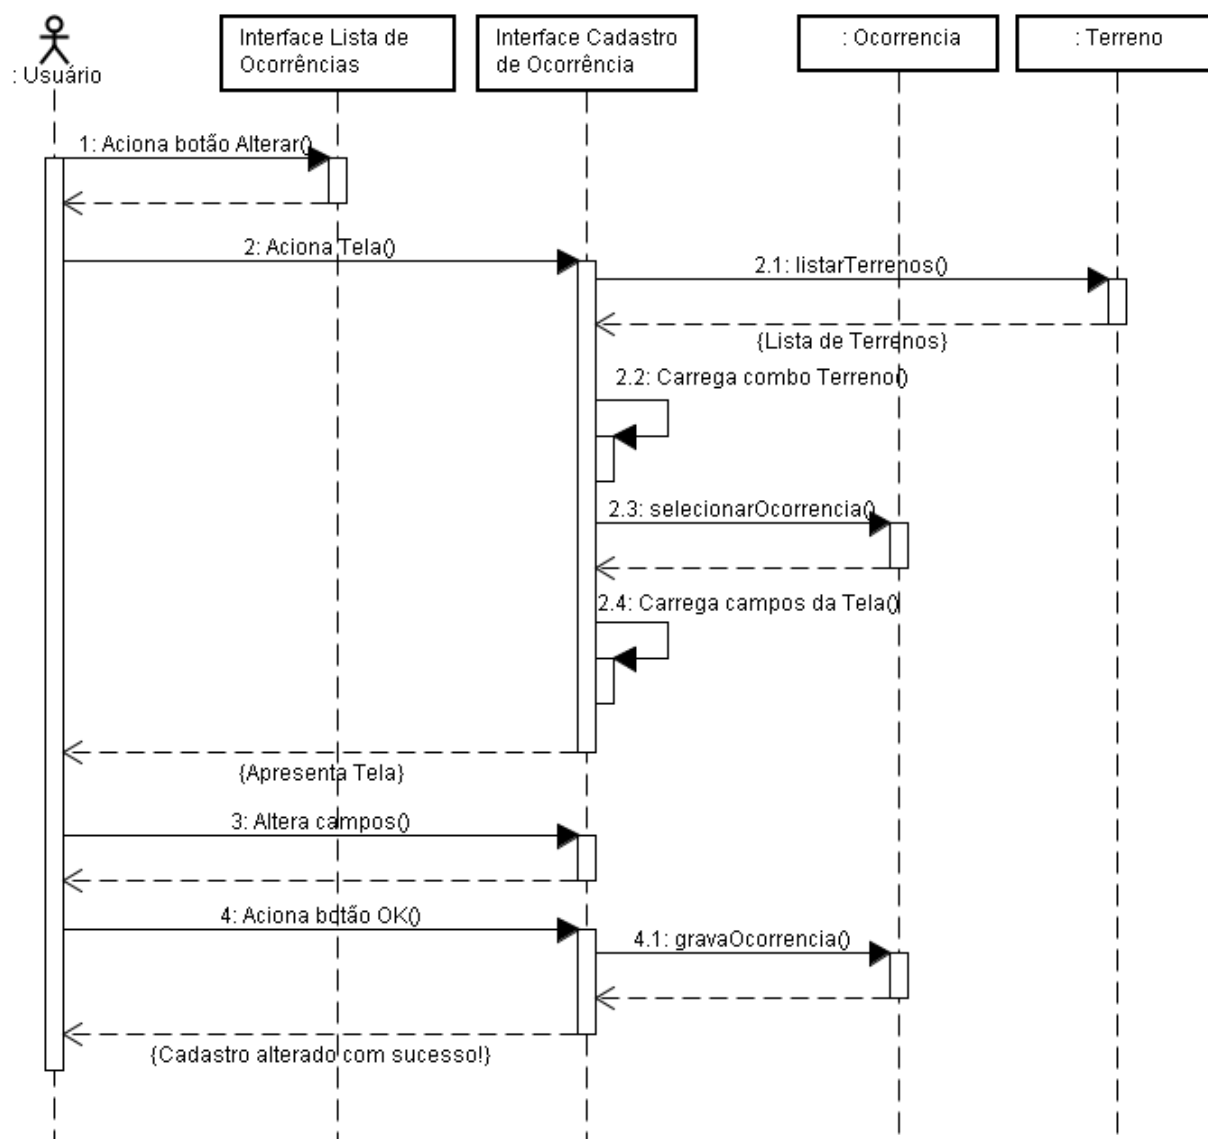 : Usuário
Interface Lista de
Ocorrências
Interface Cadastro
de Ocorrência
: Ocorrencia
: Terreno
1: Aciona botão Alterar()
2: Aciona Tela()
2.1: listarTerrenos()
{Lista de Terrenos}
2.2: Carrega combo Terreno()
2.3: selecionarOcorrencia()
2.4: Carrega campos da Tela()
{Apresenta Tela}
3: Altera campos()
4: Aciona botão OK()
4.1: gravaOcorrencia()
{Cadastro alterado com sucesso!}